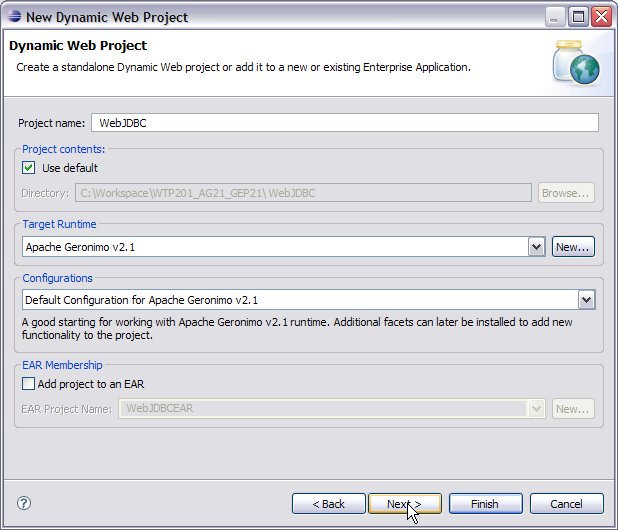 New Dynamic Web Project
Dynamic Web Project
Create a standalone Dynamic Web project or add it to a new or existing Enterprise Application.
Project name: WebJDBC
Project contents:
Use default
Directory: C:\Workspace\WTP201_AG21_GEP21\ WebJDBC Browse...
Target Runtime
Apache Geronimo v2.1 New...
Configurations
Default Configuration for Apache Geronimo v2.1
A good starting for working with Apache Geronimo v2.1 runtime. Additional facets can later be installed to add new
functionality to the project.
EAR Membership
Add project to an EAR
EAR Project Name: WebJDBCEAR New...
? < Back Next > Finish Cancel